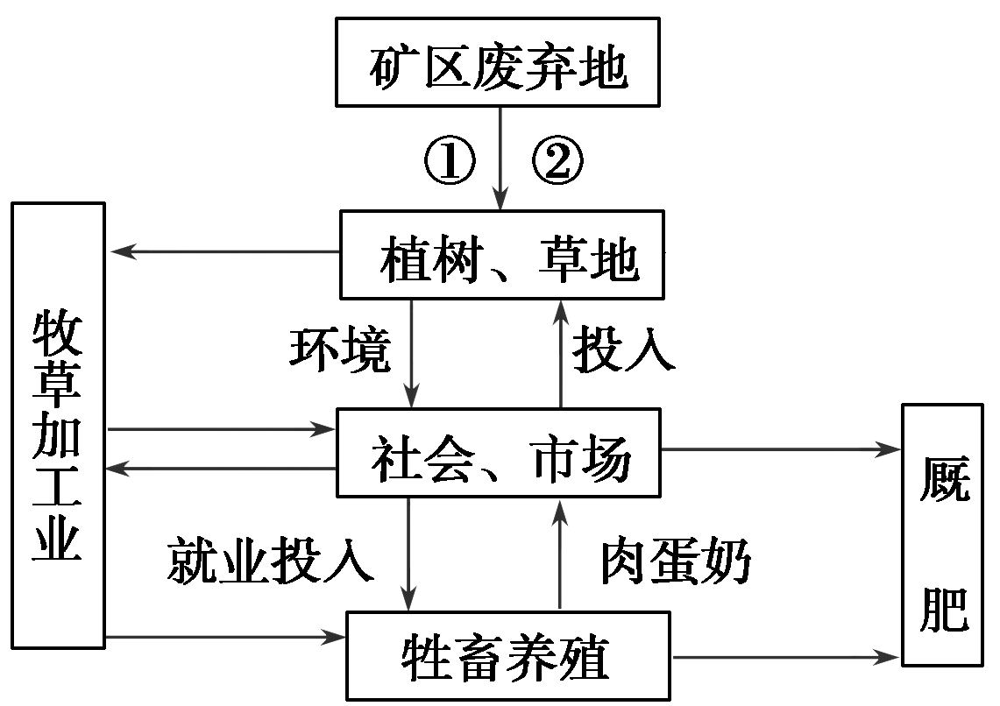 矿区废弃地
① ②
植树、草地
环境
投入
牧草加工业
社会、市场
厩肥
就业投入
肉蛋奶
牲畜养殖